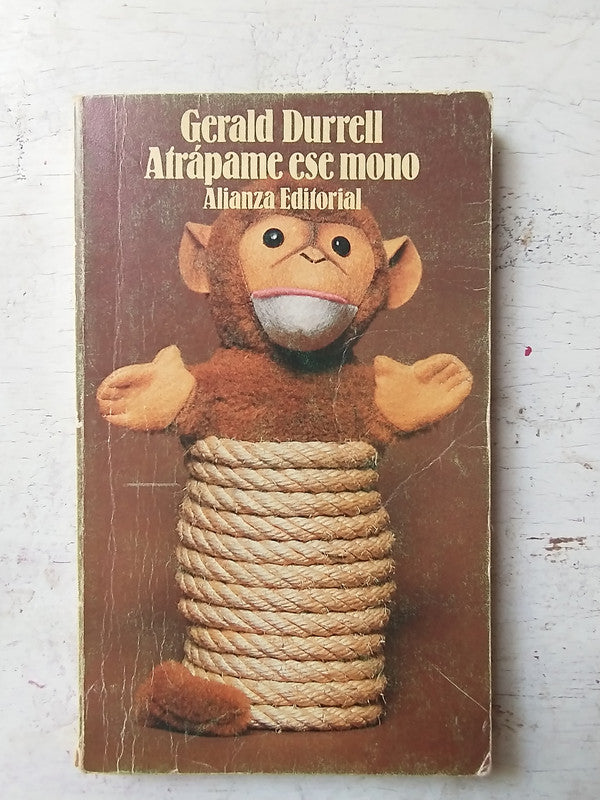 Gerald Durrell
Atrápame ese mono
Alianza Editorial